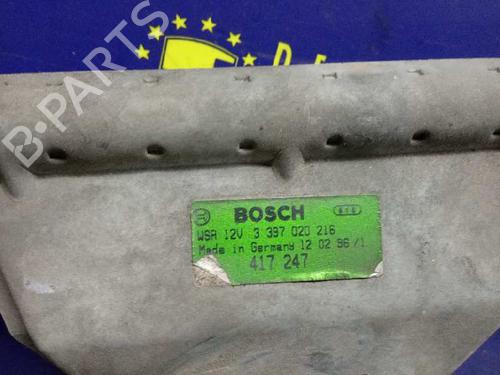 B-PARTS
BOSCH
WSA 12V 3 397 020 216
Made in Germany 12 02 96 /1
417 247